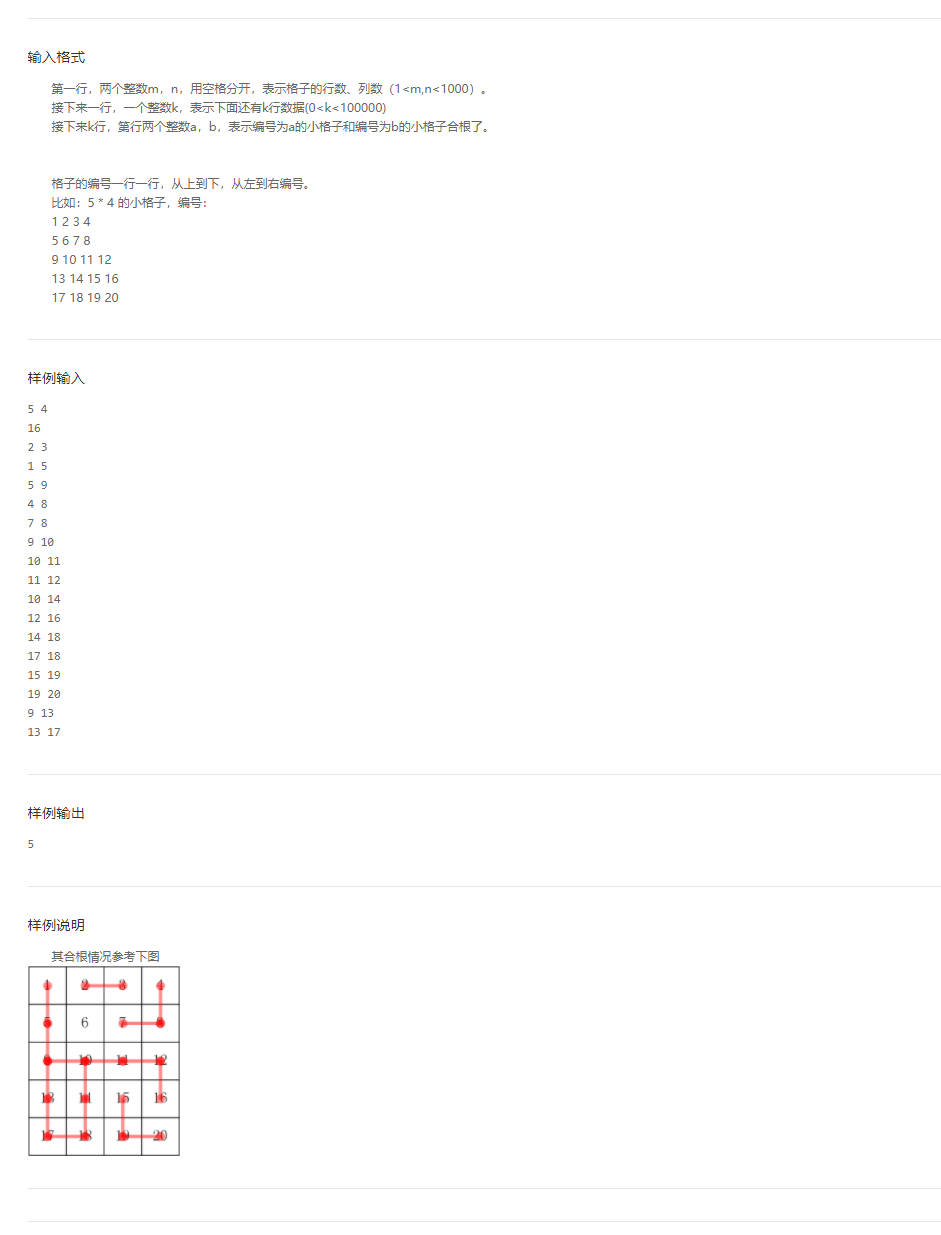 输入格式
第一行，两个整数m，n，用空格分开，表示格子的行数、列数（1<m,n<1000）。
接下来一行，一个整数k，表示下面还有k行数据(0<k<100000)
接下来k行，第行两个整数a，b，表示编号为a的小格子和编号为b的小格子合根了。
格子的编号一行一行，从上到下，从左到右编号。
比如：5 * 4 的小格子，编号：
1 2 3 4
5 6 7 8
9 10 11 12
13 14 15 16
17 18 19 20
样例输入
5 4
16
2 3
1 5
5 9
4 8
7 8
9 10
10 11
11 12
10 14
12 16
14 18
17 18
15 19
19 20
9 13
13 17
样例输出
5
样例说明
其合根情况参考下图
1 2 3 4
5 6 7 8
9 10 11 12
13 14 15 16
17 18 19 20